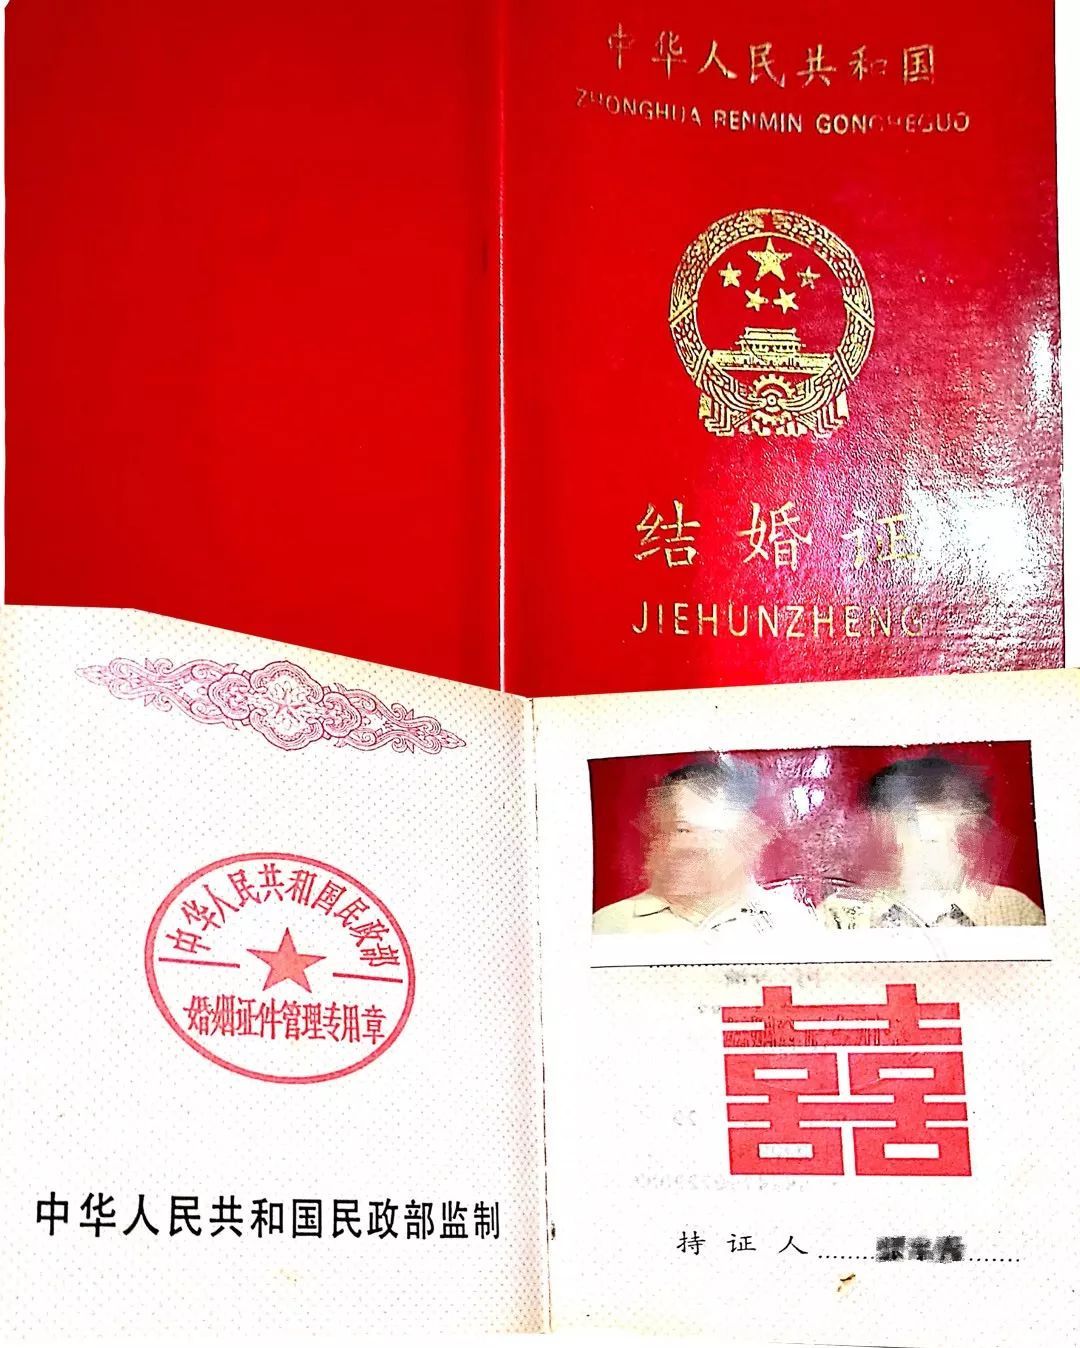 中华人民共和国
ZHONGHUA RENMIN GONGHEGUO
结婚证
JIEHUNZHENG
中华人民共和国民政部
婚姻证件管理专用章
中华人民共和国民政部监制
囍
持证人